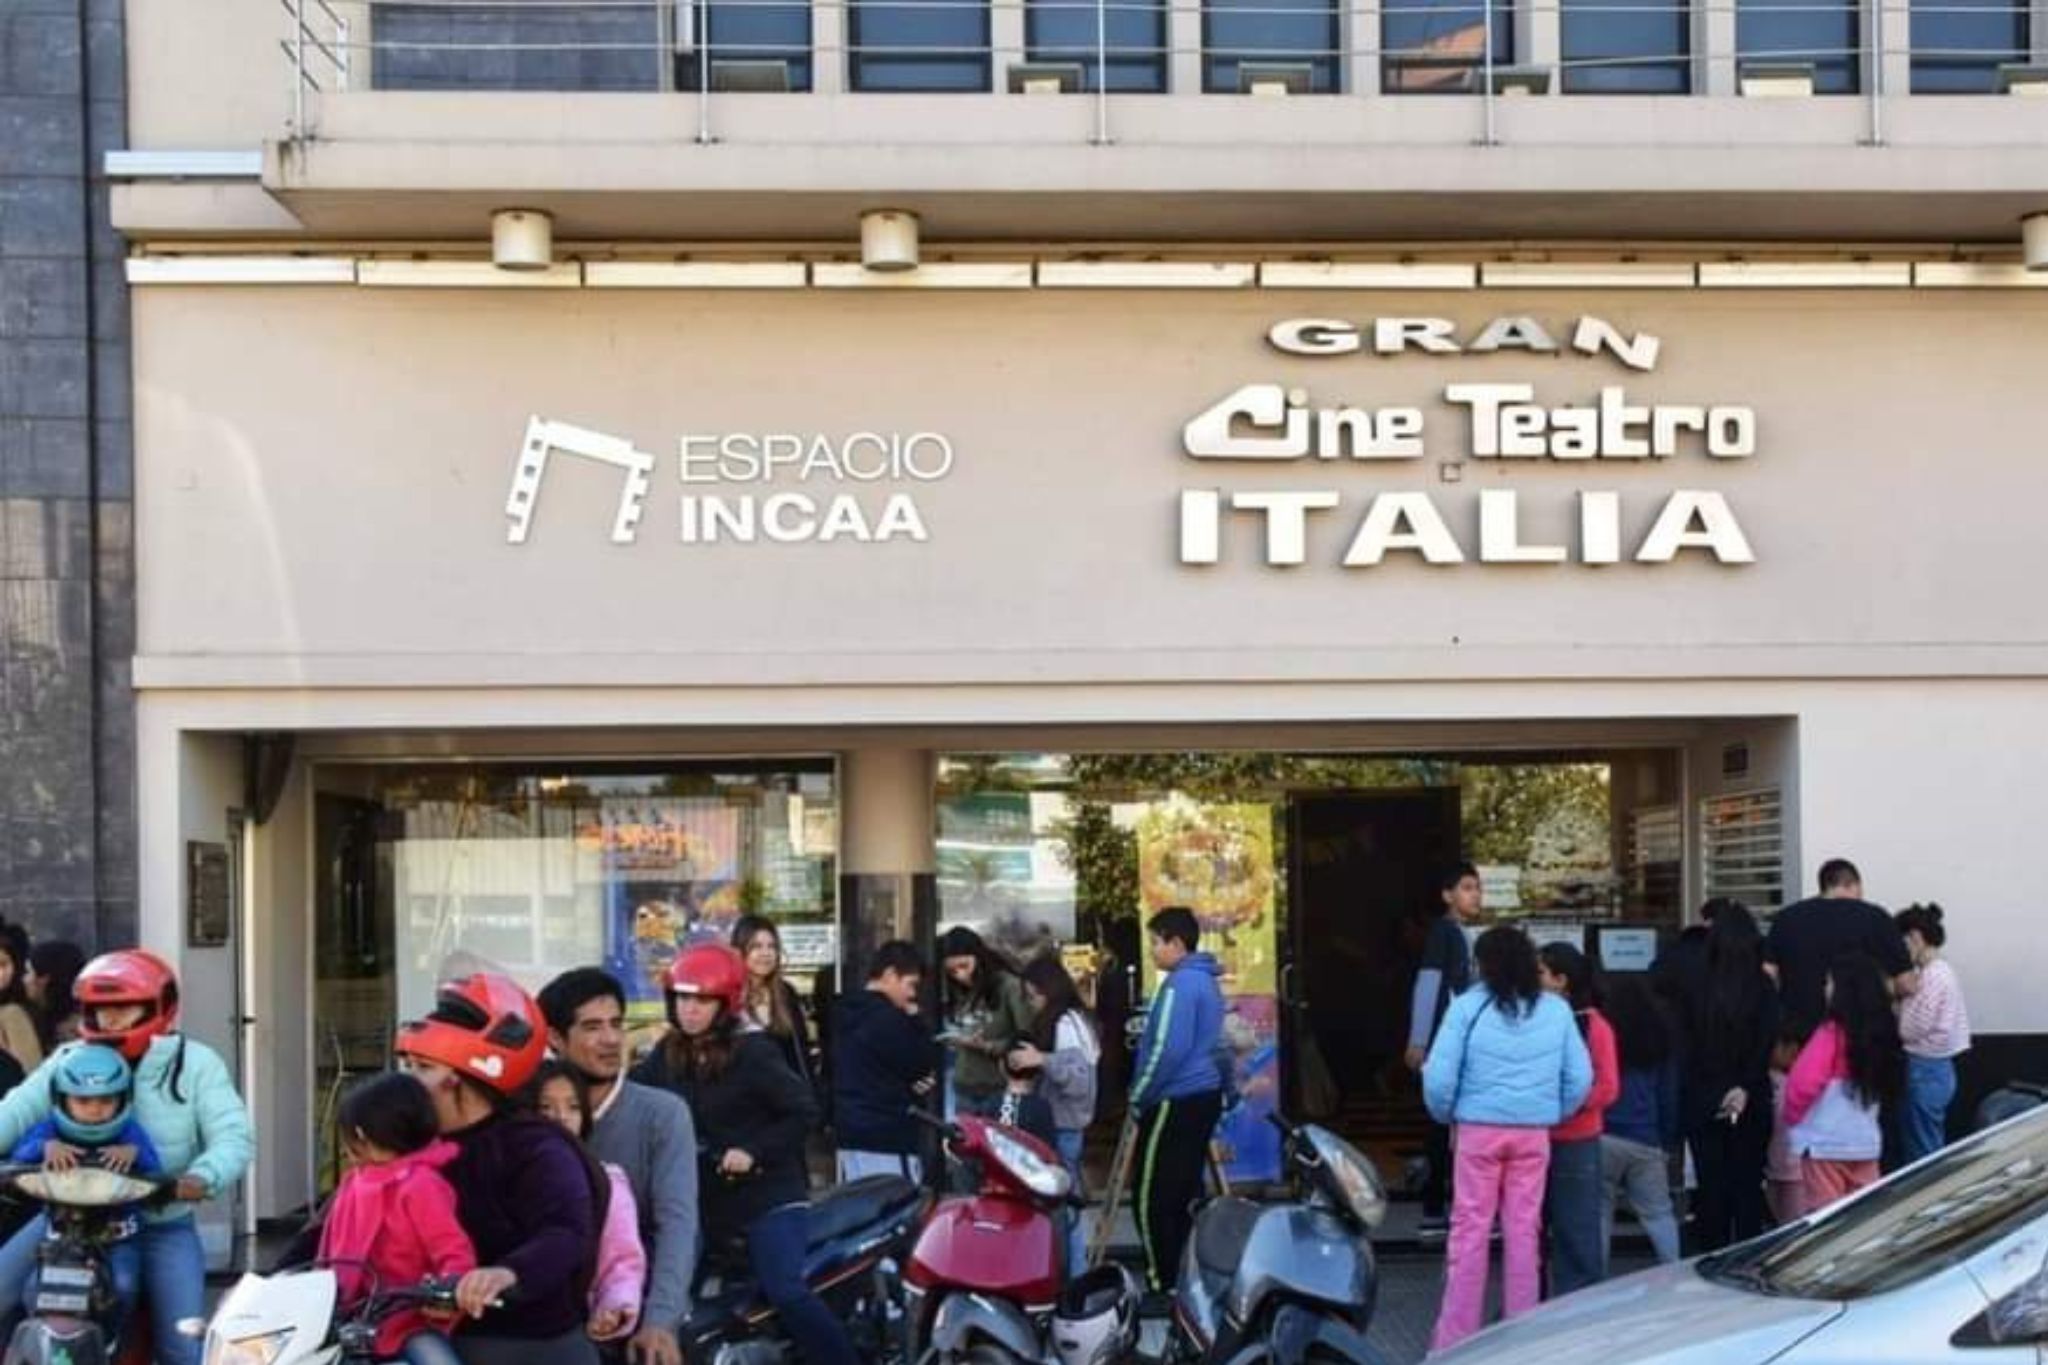 ESPACIO
INCAA
GRAN
Cine Teatro
ITALIA